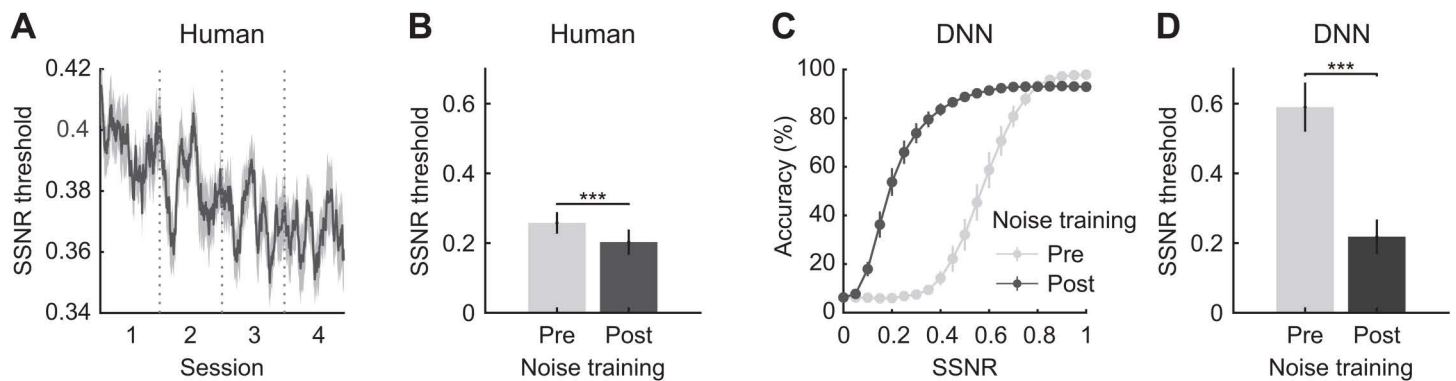 A
Human
0.42
0.4
0.38
0.36
0.34
SSNR threshold
1 2 3 4
Session
B
Human
0.6
0.4
0.2
0
SSNR threshold
***
Pre Post
Noise training
C
DNN
100
80
60
40
20
0
Accuracy (%)
Noise training
Pre
Post
0 0.2 0.4 0.6 0.8 1
SSNR
D
DNN
0.6
0.4
0.2
0
SSNR threshold
***
Pre Post
Noise training